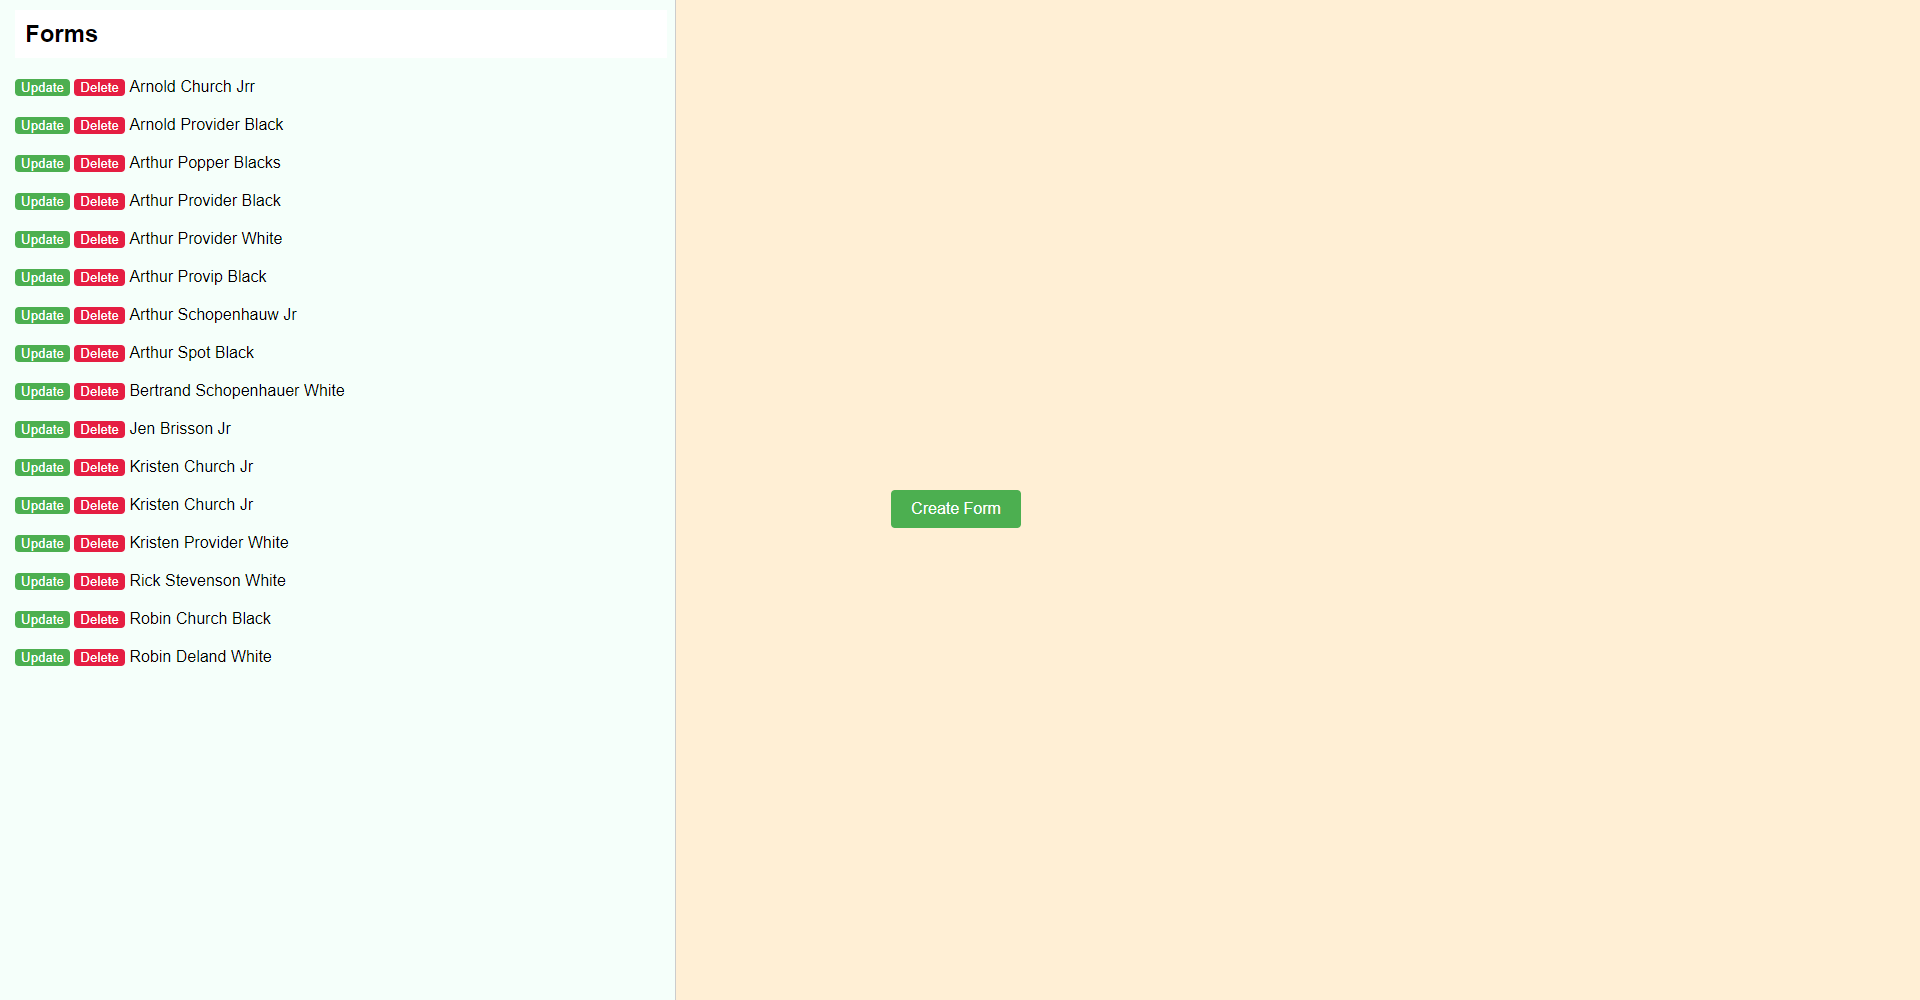 Forms
Update Delete Arnold Church Jrr
Update Delete Arnold Provider Black
Update Delete Arthur Popper Blacks
Update Delete Arthur Provider Black
Update Delete Arthur Provider White
Update Delete Arthur Provip Black
Update Delete Arthur Schopenhauw Jr
Update Delete Arthur Spot Black
Update Delete Bertrand Schopenhauer White
Update Delete Jen Brisson Jr
Update Delete Kristen Church Jr
Update Delete Kristen Church Jr
Update Delete Kristen Provider White
Update Delete Rick Stevenson White
Update Delete Robin Church Black
Update Delete Robin Deland White
Create Form